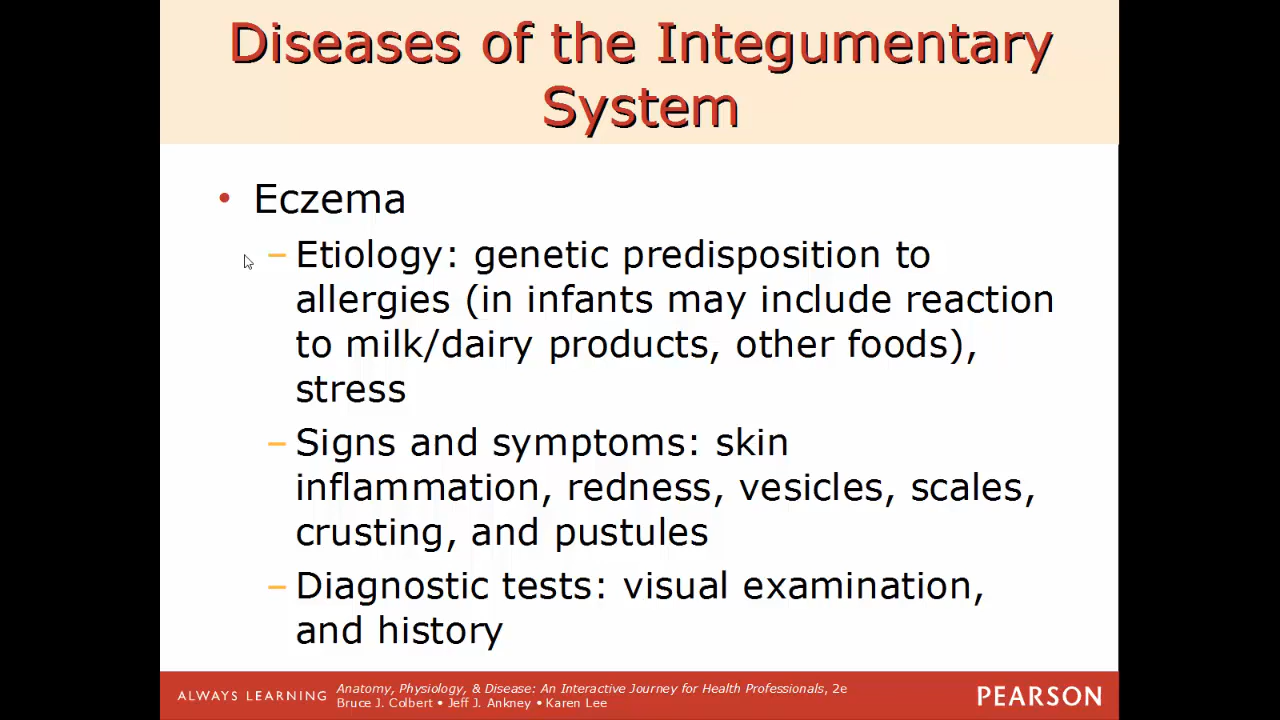 Diseases of the Integumentary
System
• Eczema
– Etiology: genetic predisposition to
allergies (in infants may include reaction
to milk/dairy products, other foods),
stress
– Signs and symptoms: skin
inflammation, redness, vesicles, scales,
crusting, and pustules
– Diagnostic tests: visual examination,
and history
ALWAYS LEARNING
Anatomy, Physiology, & Disease: An Interactive Journey for Health Professionals, 2e
Bruce J. Colbert • Jeff J. Ankney • Karen Lee
PEARSON